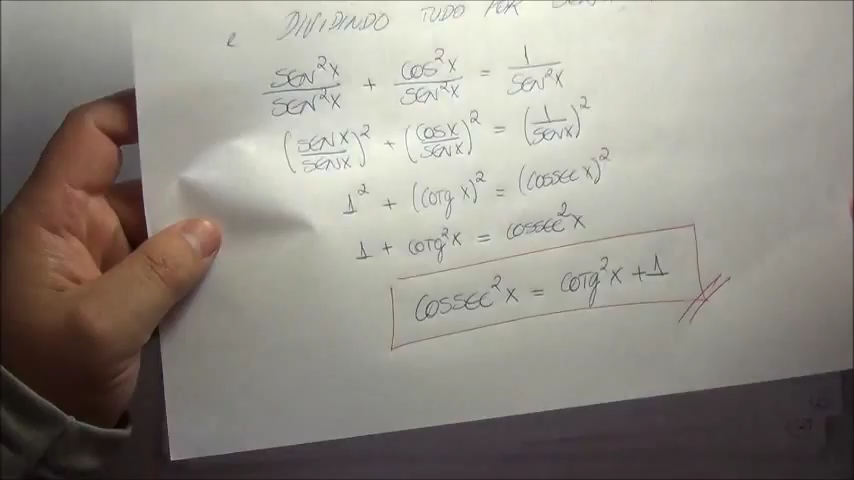 DIVIDINDO TUDO POR
e
SEN²X/SEN²X + COS²X/SEN²X = 1/SEN²X
(SENX/SENX)² + (COSX/SENX)² = (1/SENX)²
1² + (COTG X)² = (COSSEC X)²
1 + COTG²X = COSSEC²X
COSSEC²X = COTG²X + 1